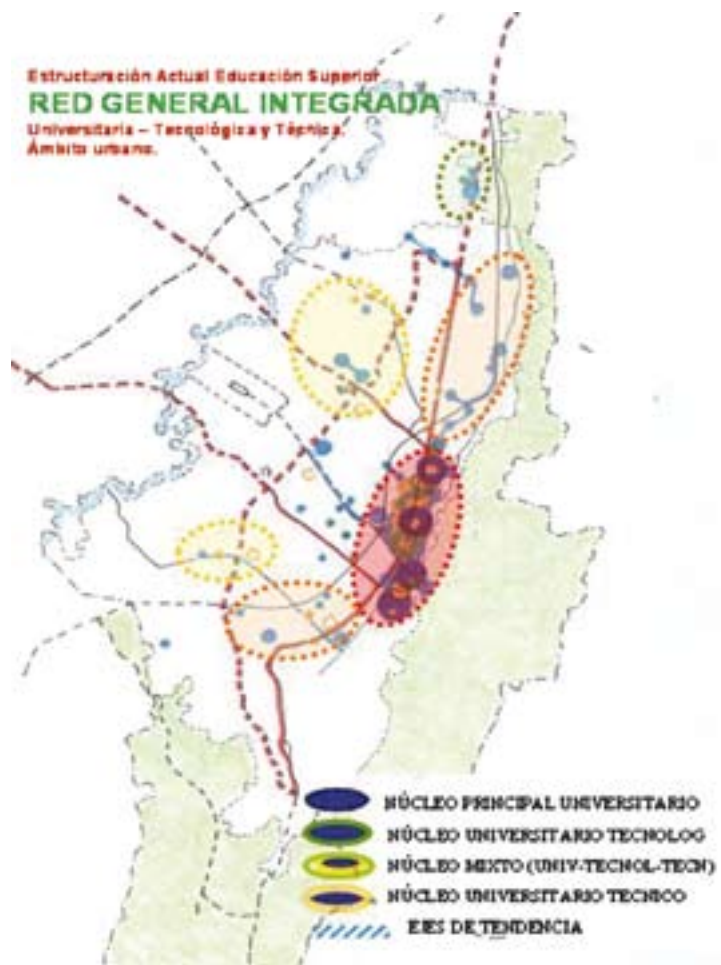 Estructuración Actual Educación Superior
RED GENERAL INTEGRADA
Universitaria – Tecnológica y Técnica.
Ámbito urbano.
NÚCLEO PRINCIPAL UNIVERSITARIO
NÚCLEO UNIVERSITARIO TECNOLOG
NÚCLEO MIXTO (UNIV-TECNOL-TECN)
NÚCLEO UNIVERSITARIO TECNICO
EJES DE TENDENCIA